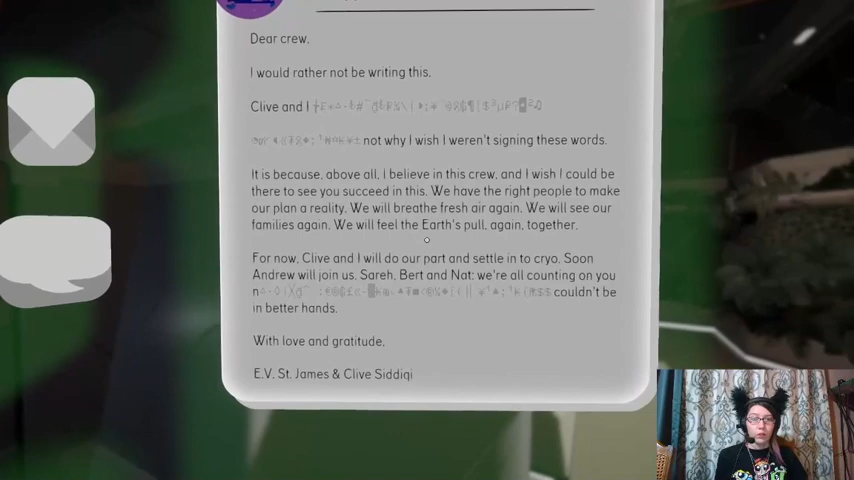 Dear crew,
I would rather not be writing this.
Clive and I
not why I wish I weren't signing these words.
It is because, above all, I believe in this crew, and I wish I could be
there to see you succeed in this. We have the right people to make
our plan a reality. We will breathe fresh air again. We will see our
families again. We will feel the Earth's pull, again, together.
For now, Clive and I will do our part and settle in to cryo. Soon
Andrew will join us. Sareh, Bert and Nat: we're all counting on you
couldn't be
in better hands.
With love and gratitude,
E.V. St. James & Clive Siddiqi